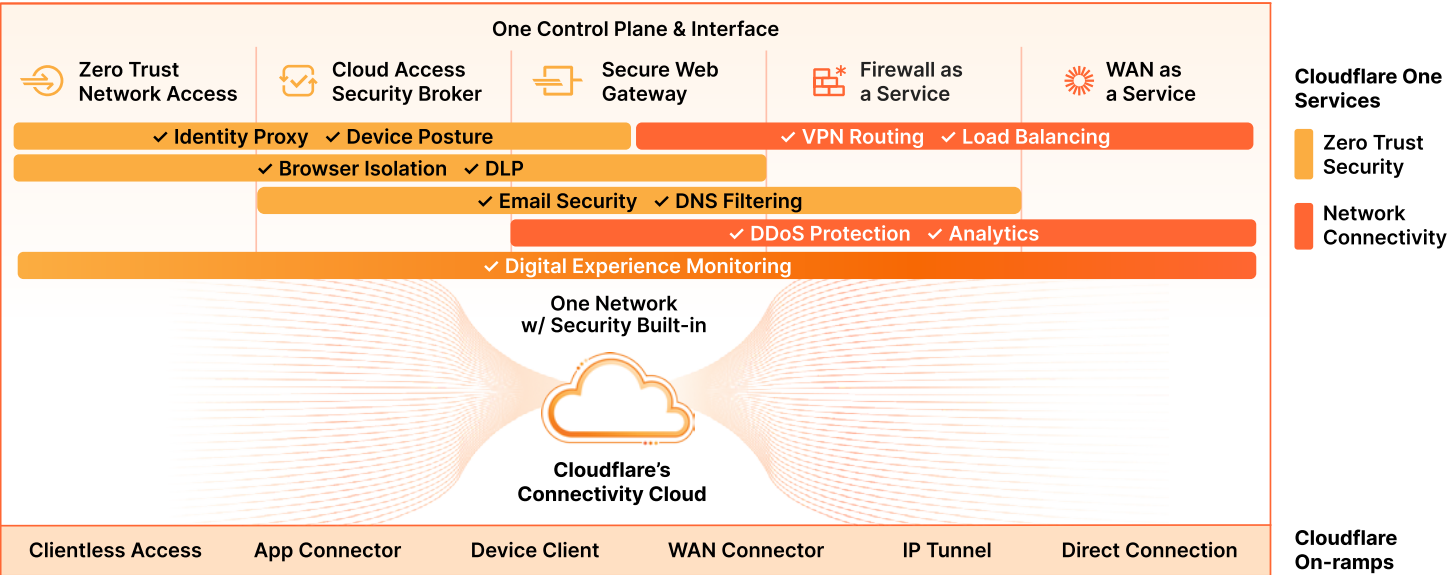 One Control Plane & Interface
Zero Trust
Network Access
Cloud Access
Security Broker
Secure Web
Gateway
Firewall as
a Service
WAN as
a Service
✓ Identity Proxy ✓ Device Posture
✓ VPN Routing ✓ Load Balancing
✓ Browser Isolation ✓ DLP
✓ Email Security ✓ DNS Filtering
✓ DDoS Protection ✓ Analytics
✓ Digital Experience Monitoring
One Network
w/ Security Built-in
Cloudflare’s
Connectivity Cloud
Clientless Access
App Connector
Device Client
WAN Connector
IP Tunnel
Direct Connection
Cloudflare One
Services
Zero Trust
Security
Network
Connectivity
Cloudflare
On-ramps